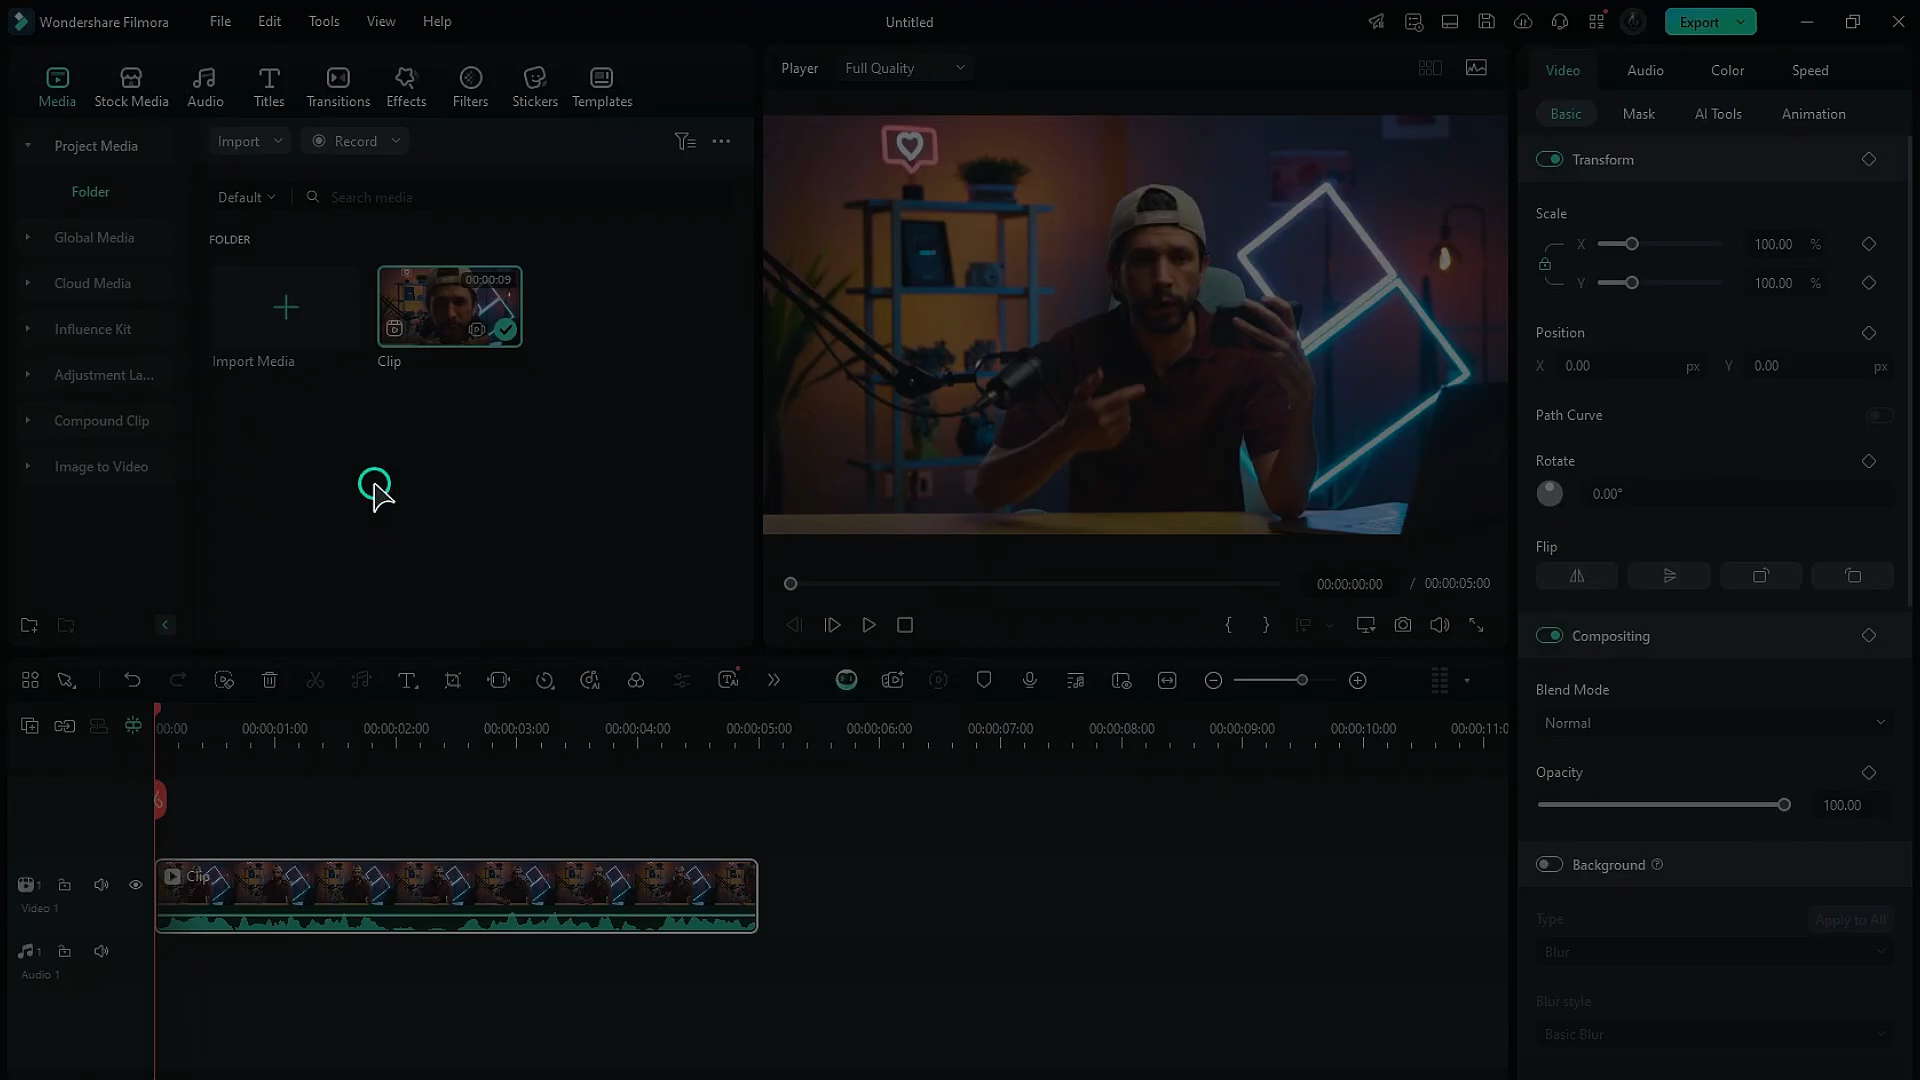 Wondershare Filmora
File
Edit
Tools
View
Help
Untitled
Export
Media
Stock Media
Audio
Titles
Transitions
Effects
Filters
Stickers
Templates
Project Media
Folder
Global Media
Cloud Media
Influence Kit
Adjustment La...
Compound Clip
Image to Video
Import
Record
Default
Search media
FOLDER
00:00:09
Import Media
Clip
Player
Full Quality
00:00:00:00 / 00:00:05:00
Video
Audio
Color
Speed
Basic
Mask
AI Tools
Animation
Transform
Scale
X 100.00 %
Y 100.00 %
Position
X 0.00 px Y 0.00 px
Path Curve
Rotate
0.00°
Flip
Compositing
Blend Mode
Normal
Opacity
100.00
Background
Type
Apply to All
Blur
Blur style
Basic Blur
00:00
00:00:01:00
00:00:02:00
00:00:03:00
00:00:04:00
00:00:05:00
00:00:06:00
00:00:07:00
00:00:08:00
00:00:09:00
00:00:10:00
00:00:11:0
Clip
1
Video 1
1
Audio 1